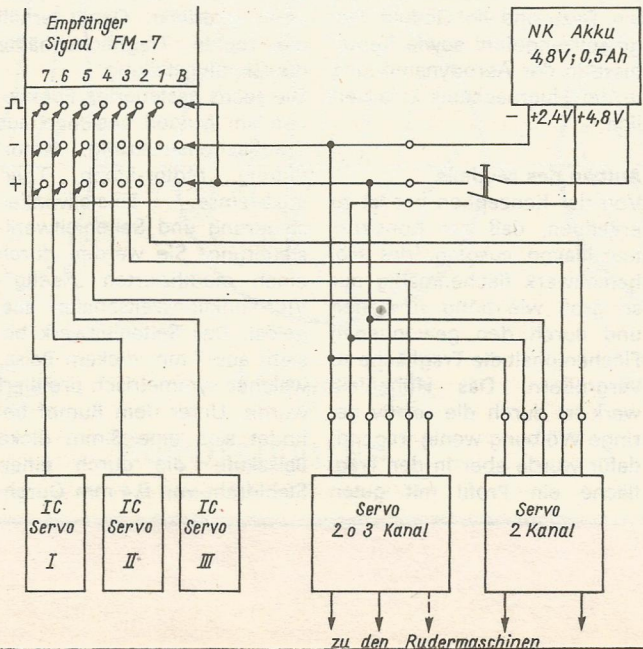 Empfänger
Signal FM-7
7 6 5 4 3 2 1
+
NK Akku
4,8V; 0,5Ah
− +2,4V +4,8V
IC Servo I
IC Servo II
IC Servo III
Servo
2 o 3 Kanal
Servo
2 Kanal
zu den Rudermaschinen